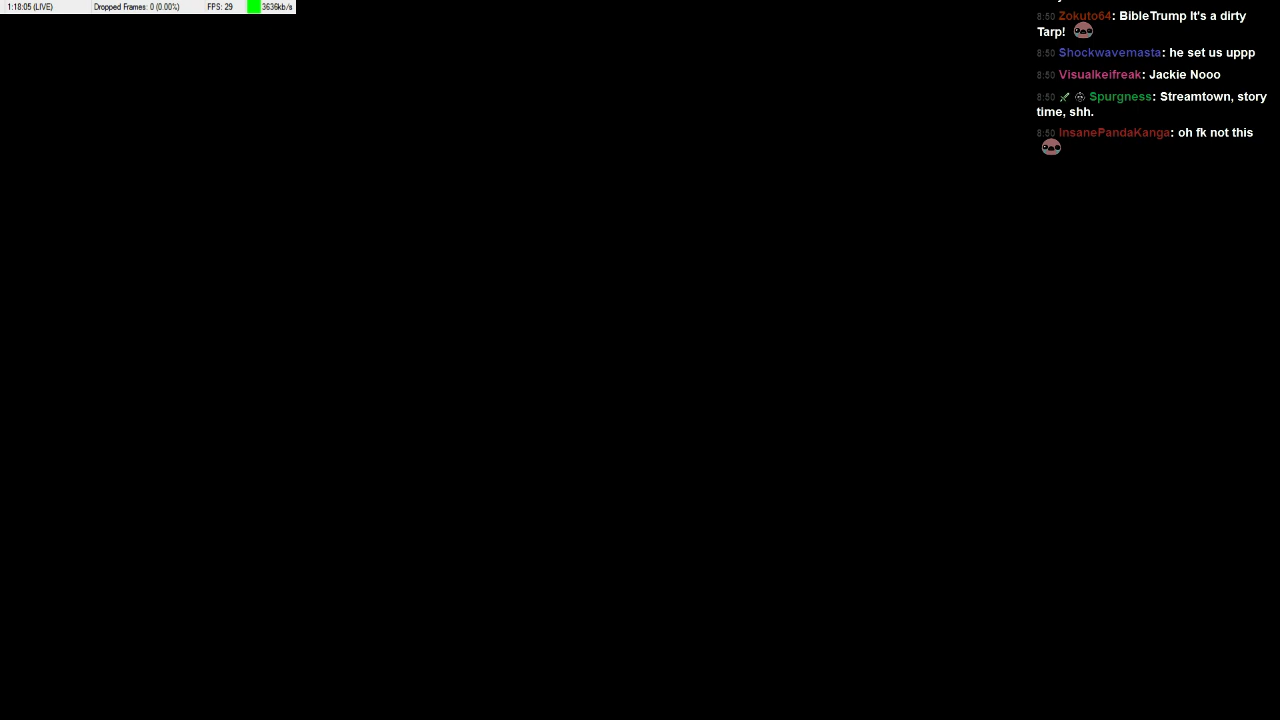 1:18:05 (LIVE) Dropped Frames: 0 (0.00%) FPS: 29 3636kb/s
8:50 Zokuto64: BibleTrump It's a dirty
Tarp!
8:50 Shockwavemasta: he set us uppp
8:50 Visualkeifreak: Jackie Nooo
8:50 Spurgness: Streamtown, story
time, shh.
8:50 InsanePandaKanga: oh fk not this